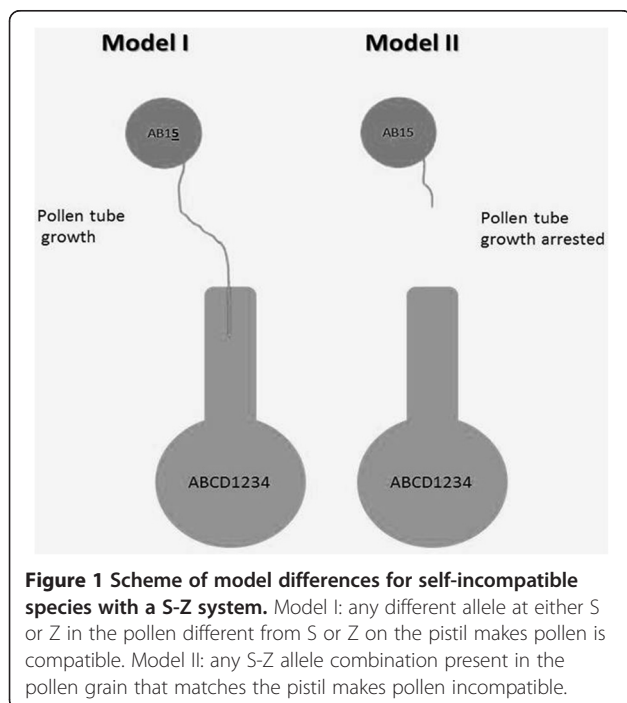 Model I
Model II
AB15
AB15
Pollen tube
growth
Pollen tube
growth arrested
ABCD1234
ABCD1234
Figure 1 Scheme of model differences for self-incompatible
species with a S-Z system. Model I: any different allele at either S
or Z in the pollen different from S or Z on the pistil makes pollen is
compatible. Model II: any S-Z allele combination present in the
pollen grain that matches the pistil makes pollen incompatible.